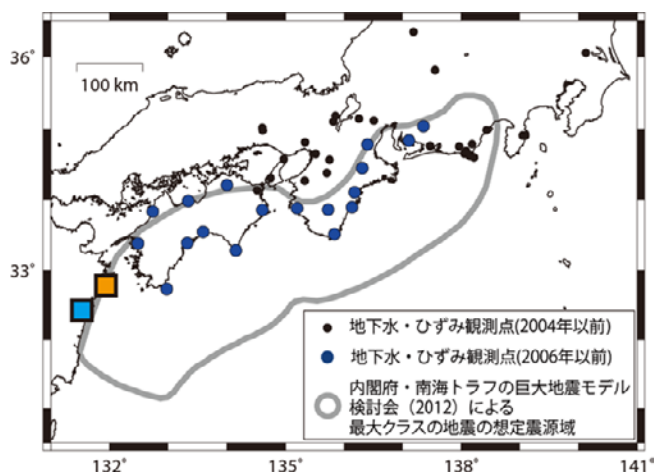 36°
100 km
33°
地下水・ひずみ観測点(2004年以前)
地下水・ひずみ観測点(2006年以前)
内閣府・南海トラフの巨大地震モデル
検討会（2012）による
最大クラスの地震の想定震源域
132°
135°
138°
141°